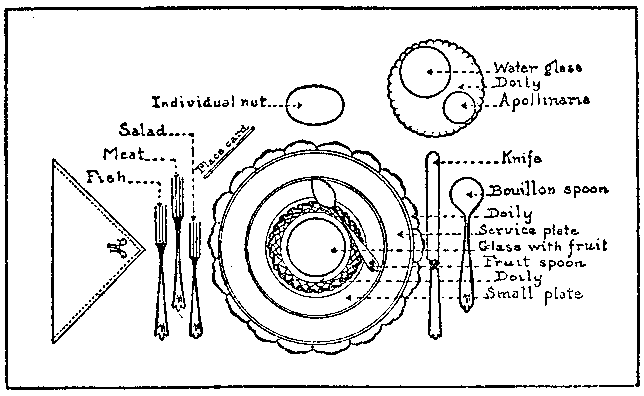 Water glass
Doily
Apollinaris
Individual nut
Salad
Place card
Meat
Fish
Knife
Bouillon spoon
Doily
Service plate
Glass with fruit
Fruit spoon
Doily
Small plate